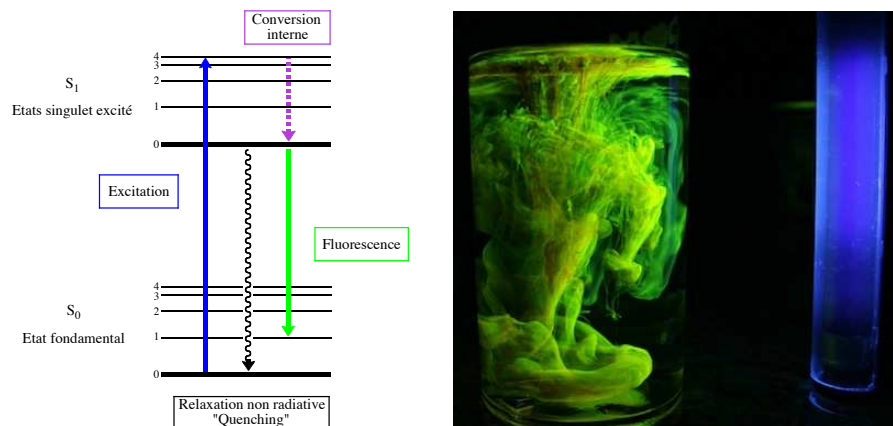 Conversion
interne
4
3
2
1
0
S1
Etats singulet excité
Excitation
Fluorescence
4
3
2
1
0
S0
Etat fondamental
Relaxation non radiative
"Quenching"